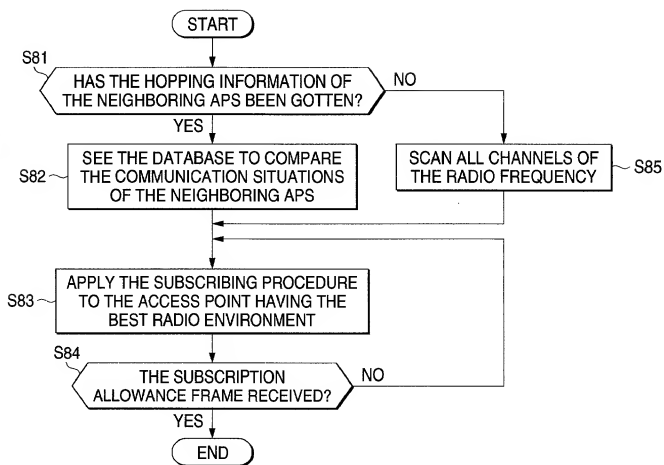 START
S81
HAS THE HOPPING INFORMATION OF
THE NEIGHBORING APS BEEN GOTTEN?
NO
YES
S82
SEE THE DATABASE TO COMPARE
THE COMMUNICATION SITUATIONS
OF THE NEIGHBORING APS
SCAN ALL CHANNELS OF
THE RADIO FREQUENCY
S85
S83
APPLY THE SUBSCRIBING PROCEDURE
TO THE ACCESS POINT HAVING THE
BEST RADIO ENVIRONMENT
S84
THE SUBSCRIPTION
ALLOWANCE FRAME RECEIVED?
NO
YES
END